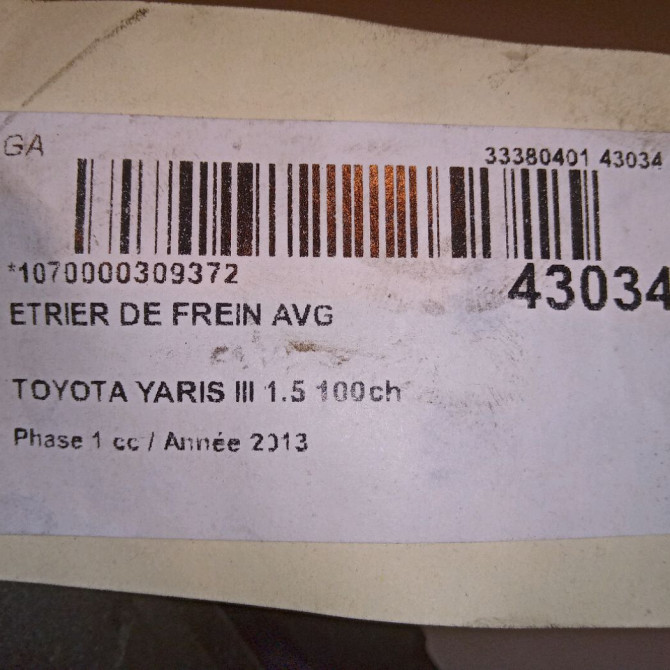 GA
33380401 43034
*1070000309372
43034
ETRIER DE FREIN AVG
TOYOTA YARIS III 1.5 100ch
Phase 1 cc / Année 2013